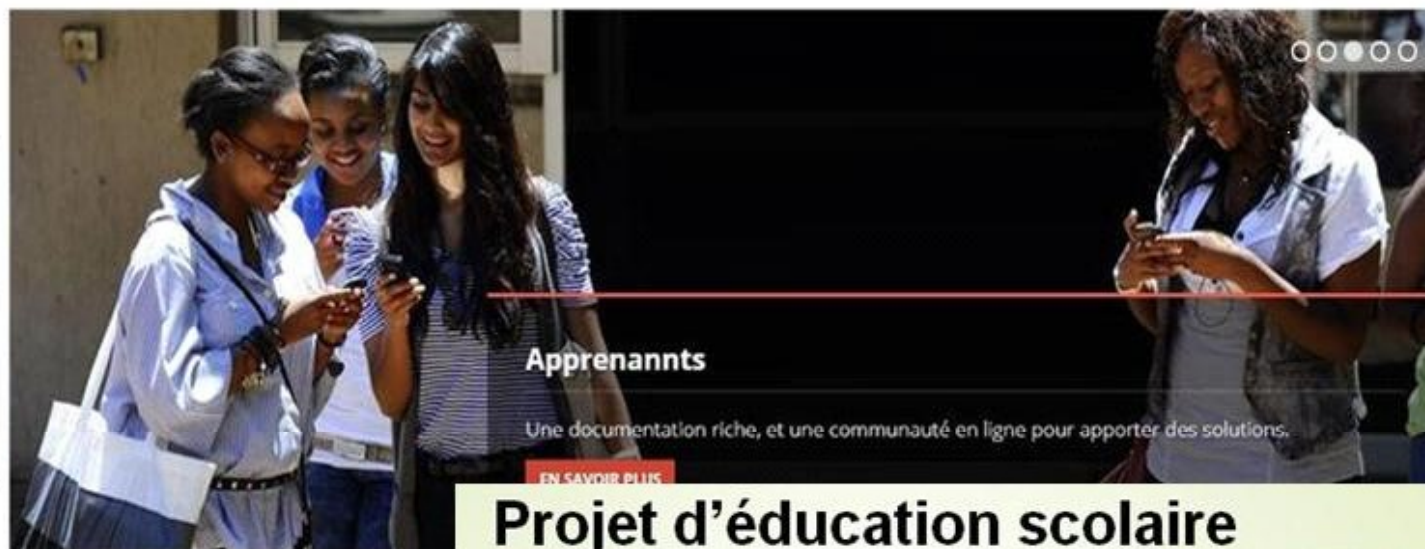 Apprenannts
Une documentation riche, et une communauté en ligne pour apporter des solutions.
EN SAVOIR PLUS
Projet d’éducation scolaire